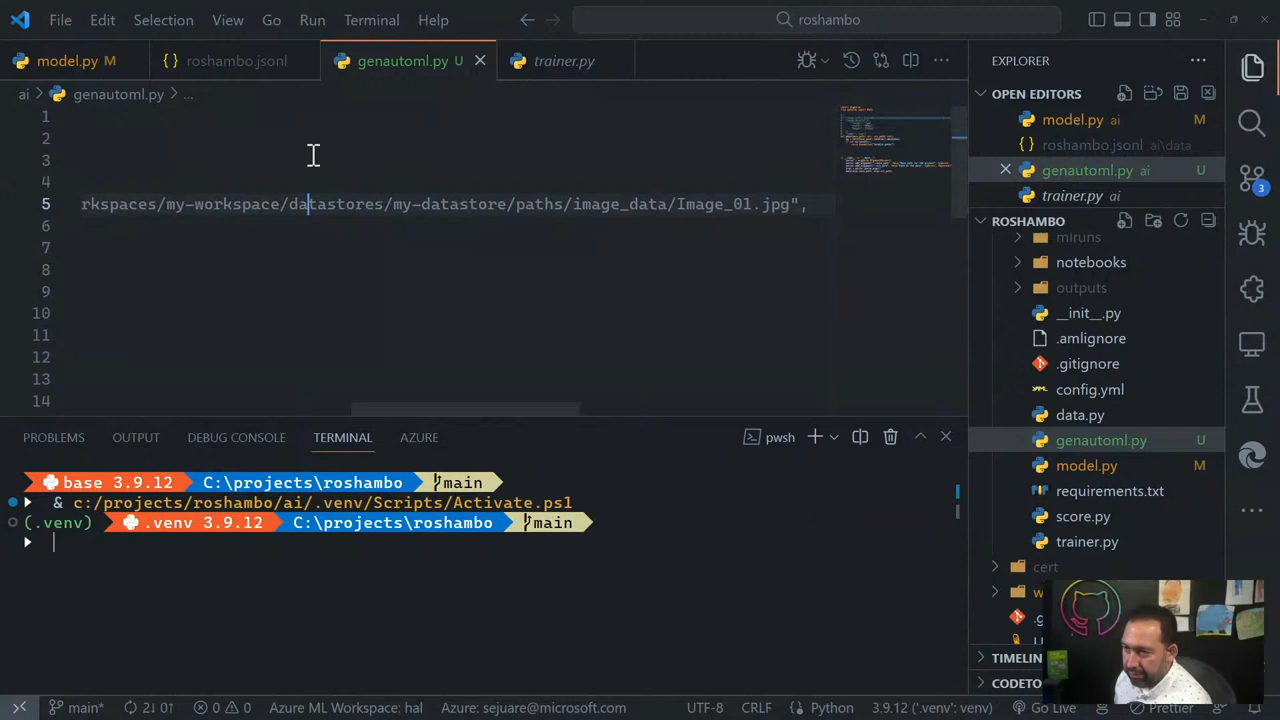 File Edit Selection View Go Run Terminal Help
roshambo
model.py M
roshambo.jsonl
genautoml.py U
trainer.py
EXPLORER
ai > genautoml.py > ...
OPEN EDITORS
model.py ai M
roshambo.jsonl ai\data
genautoml.py ai U
trainer.py ai
ROSHAMBO
mlruns
notebooks
outputs
__init__.py
.amlignore
.gitignore
config.yml
data.py
genautoml.py U
model.py M
requirements.txt
score.py
trainer.py
cert
TIMELIN
CODETO
3
1
2
3
4
5 rkspaces/my-workspace/datastores/my-datastore/paths/image_data/Image_01.jpg",
6
7
8
9
10
11
12
13
14
PROBLEMS OUTPUT DEBUG CONSOLE TERMINAL AZURE
pwsh
base 3.9.12 C:\projects\roshambo main
& c:/projects/roshambo/ai/.venv/Scripts/Activate.ps1
(.venv) .venv 3.9.12 C:\projects\roshambo main
main* 2↓ 0↑ 0 0 Azure ML Workspace: hal Azure: sejuare@microsoft.com UTF-8 CRLF Python 3.9.12 ('.venv': venv) Go Live Prettier